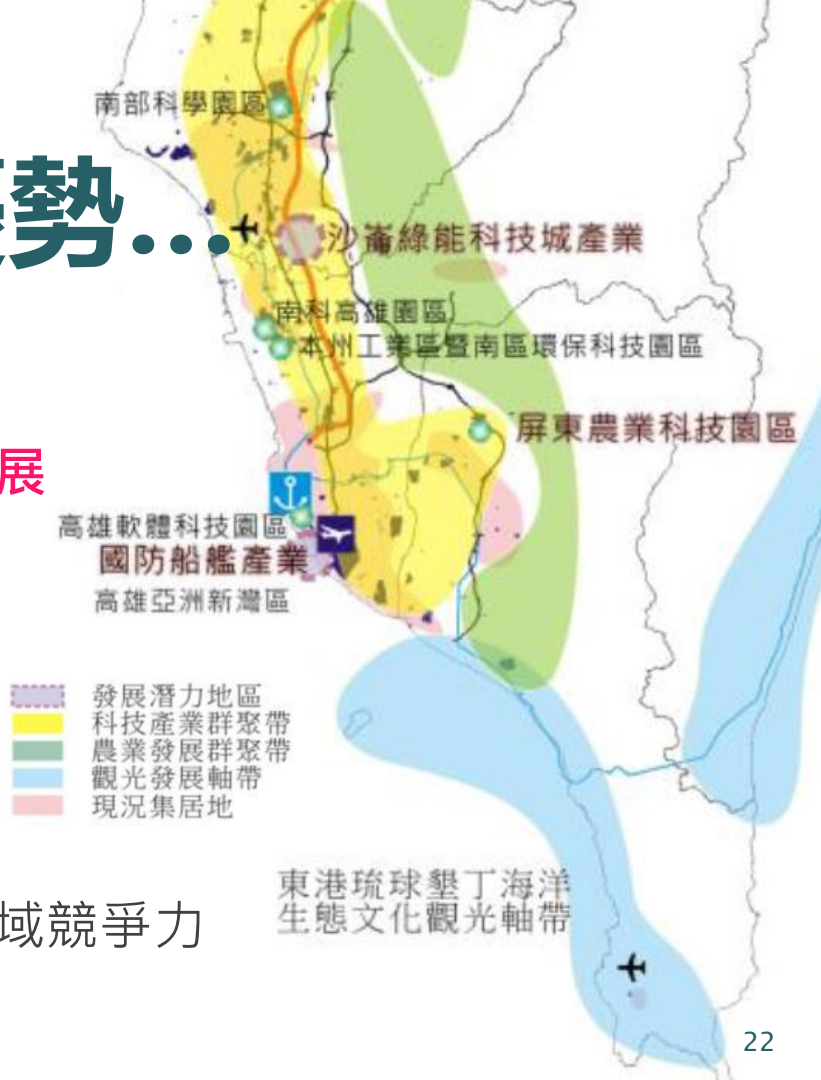 南部科學園區
勢...
沙崙綠能科技城產業
南科高雄園區
本州工業區暨南區環保科技園區
屏東農業科技園區
展
高雄軟體科技園區
國防船艦產業
高雄亞洲新灣區
發展潛力地區
科技產業群聚帶
農業發展群聚帶
觀光發展軸帶
現況集居地
域競爭力
東港琉球墾丁海洋
生態文化觀光軸帶
22